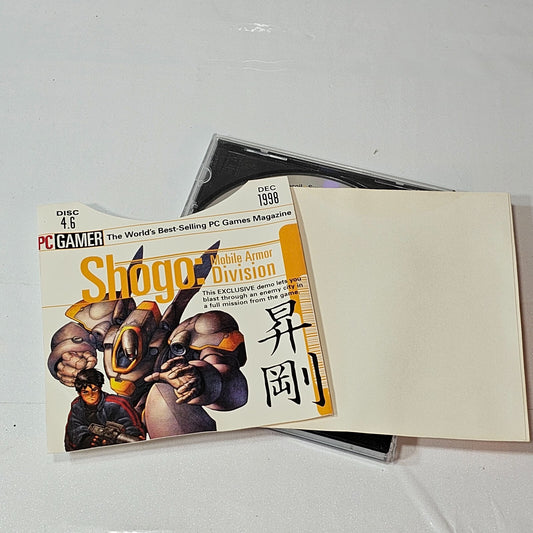 DISC
4.6
DEC
1998
PC GAMER The World's Best-Selling PC Games Magazine
Shogo: Mobile Armor
Division
This EXCLUSIVE demo lets you
blast through an enemy city in
a full mission from the game.
昇
剛